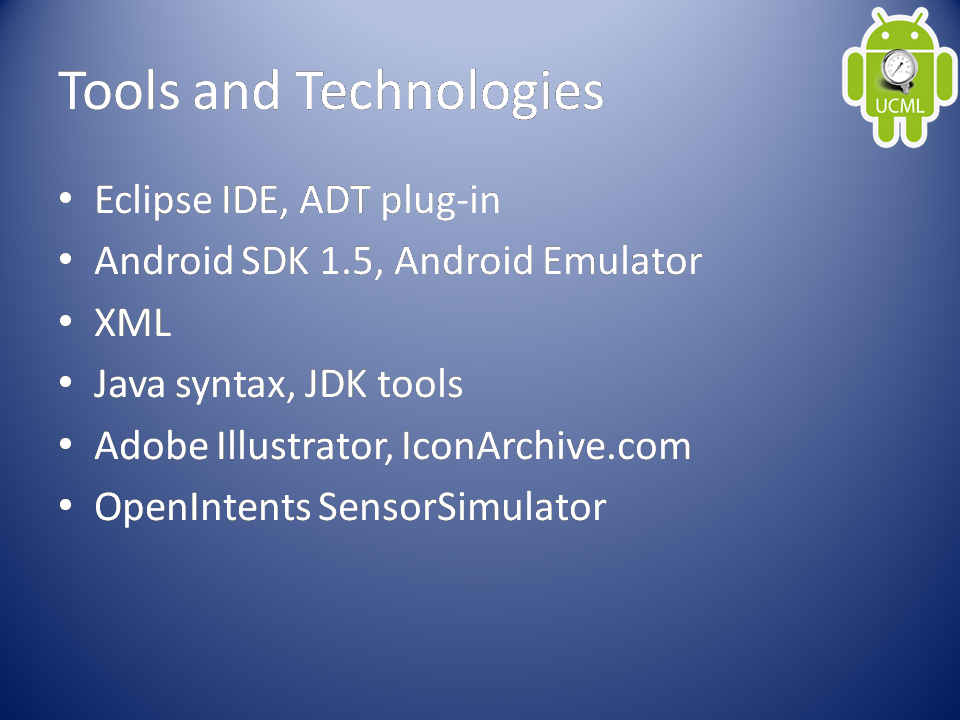 Tools and Technologies
UCML
• Eclipse IDE, ADT plug-in
• Android SDK 1.5, Android Emulator
• XML
• Java syntax, JDK tools
• Adobe Illustrator, IconArchive.com
• OpenIntents SensorSimulator